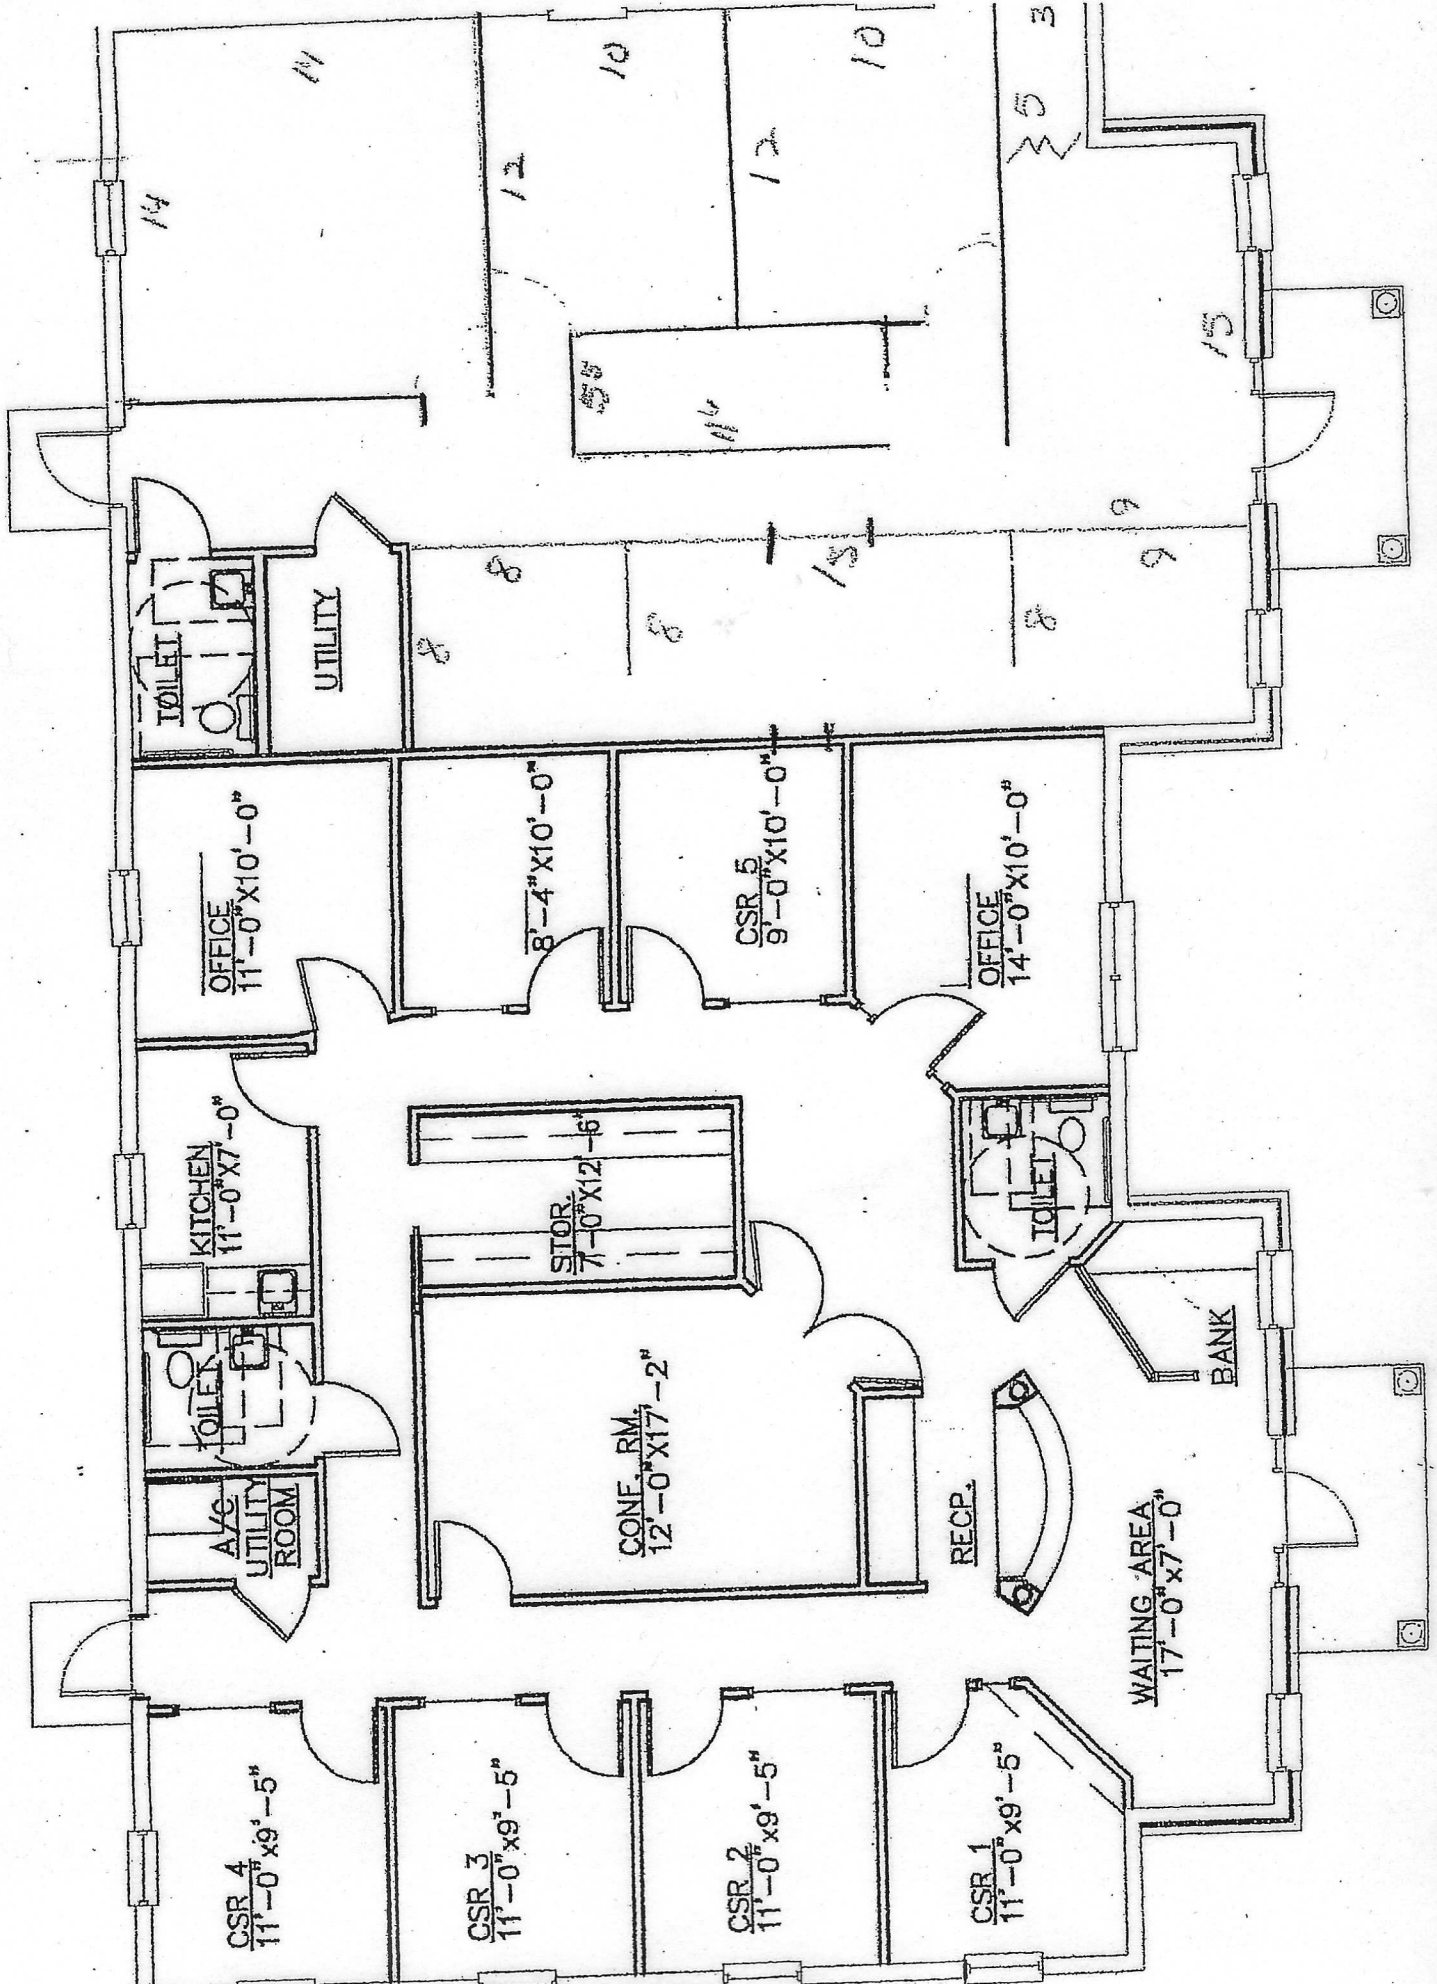 14
14
12
10
12
10
5
3
15
14
9
9
15
8
8
8
8
TOILET
UTILITY
OFFICE
11'-0"X10'-0"
8'-4"X10'-0"
CSR 5
9'-0"X10'-0"
OFFICE
14'-0"X10'-0"
KITCHEN
11'-0"X7'-0"
STOR.
7'-0"X12'-6"
TOILET
TOILET
A/C
UTILITY
ROOM
CONF. RM.
12'-0"X17'-2"
RECP.
BANK
WAITING AREA
17'-0"x7'-0"
CSR 4
11'-0"x9'-5"
CSR 3
11'-0"x9'-5"
CSR 2
11'-0"x9'-5"
CSR 1
11'-0"x9'-5"